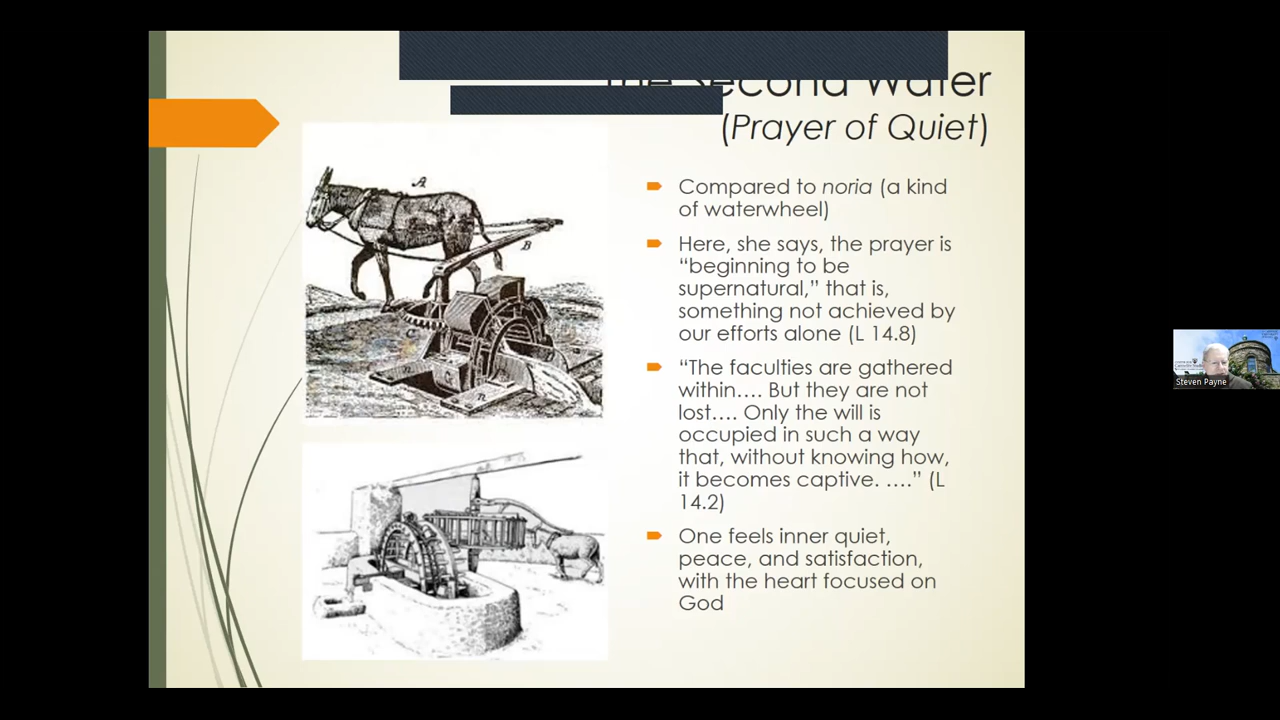 The Second Water
(Prayer of Quiet)
A
B
C
Compared to noria (a kind
of waterwheel)
Here, she says, the prayer is
“beginning to be
supernatural,” that is,
something not achieved by
our efforts alone (L 14.8)
“The faculties are gathered
within.... But they are not
lost.... Only the will is
occupied in such a way
that, without knowing how,
it becomes captive. ....” (L
14.2)
One feels inner quiet,
peace, and satisfaction,
with the heart focused on
God
Steven Payne